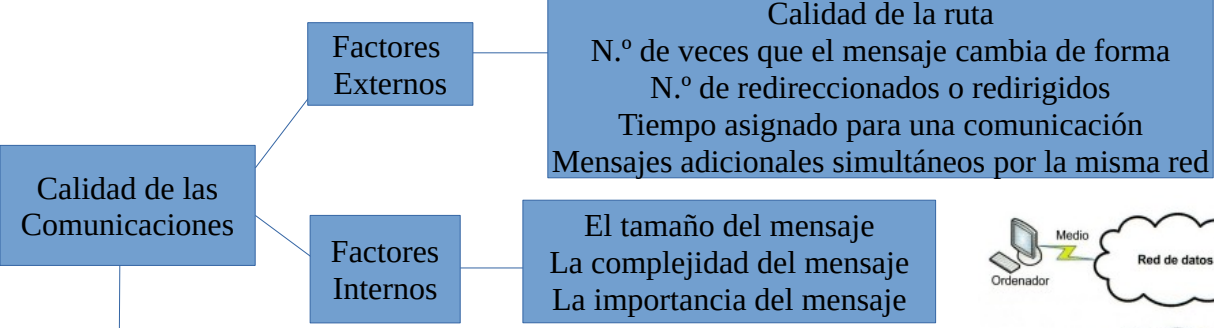 Calidad de la ruta
N.º de veces que el mensaje cambia de forma
N.º de redireccionados o redirigidos
Tiempo asignado para una comunicación
Mensajes adicionales simultáneos por la misma red
Factores
Externos
Calidad de las
Comunicaciones
Factores
Internos
El tamaño del mensaje
La complejidad del mensaje
La importancia del mensaje
Medio
Ordenador
Red de datos